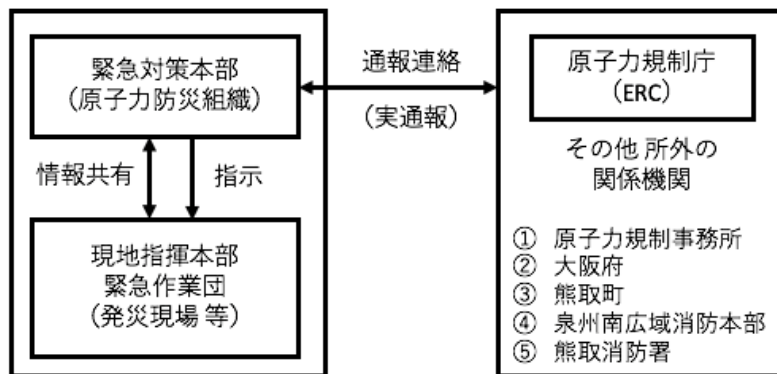 緊急対策本部
(原子力防災組織)
情報共有
指示
現地指揮本部
緊急作業団
(発災現場 等)
通報連絡
(実通報)
原子力規制庁
(ERC)
その他 所外の
関係機関
① 原子力規制事務所
② 大阪府
③ 熊取町
④ 泉州南広域消防本部
⑤ 熊取消防署